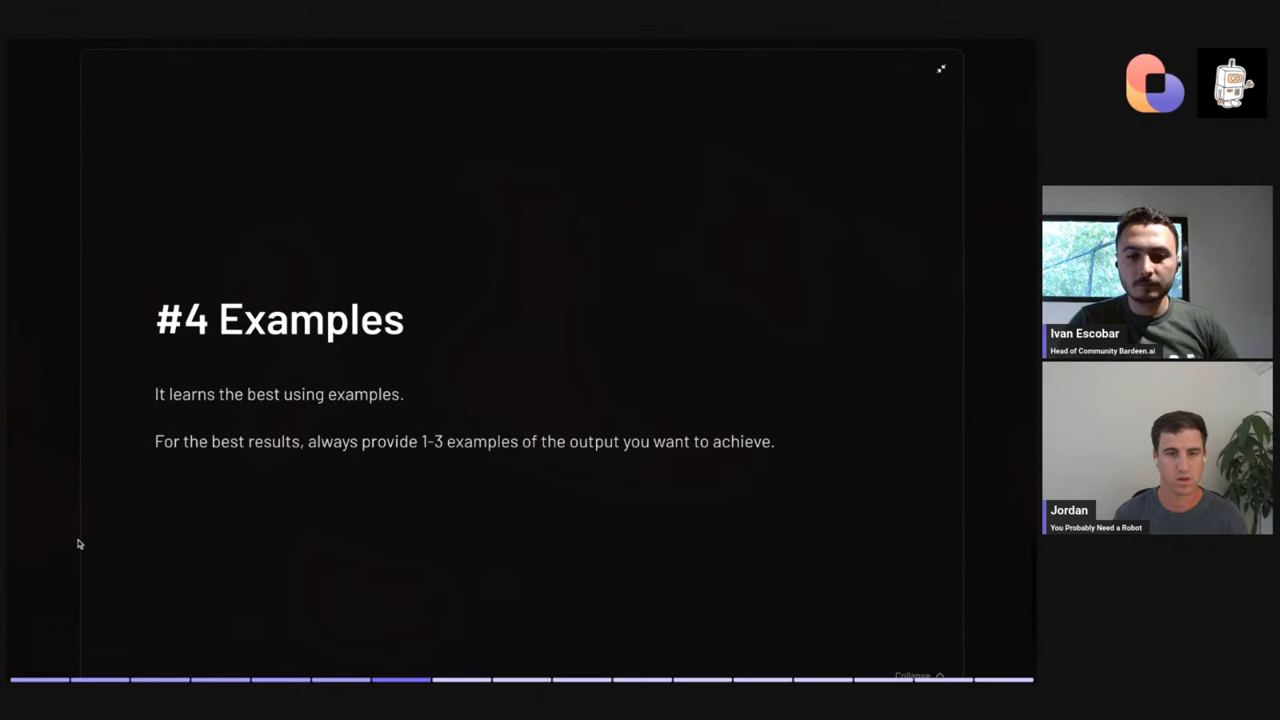 #4 Examples
It learns the best using examples.
For the best results, always provide 1-3 examples of the output you want to achieve.
Collapse
Ivan Escobar
Head of Community Bardeen.ai
Jordan
You Probably Need a Robot